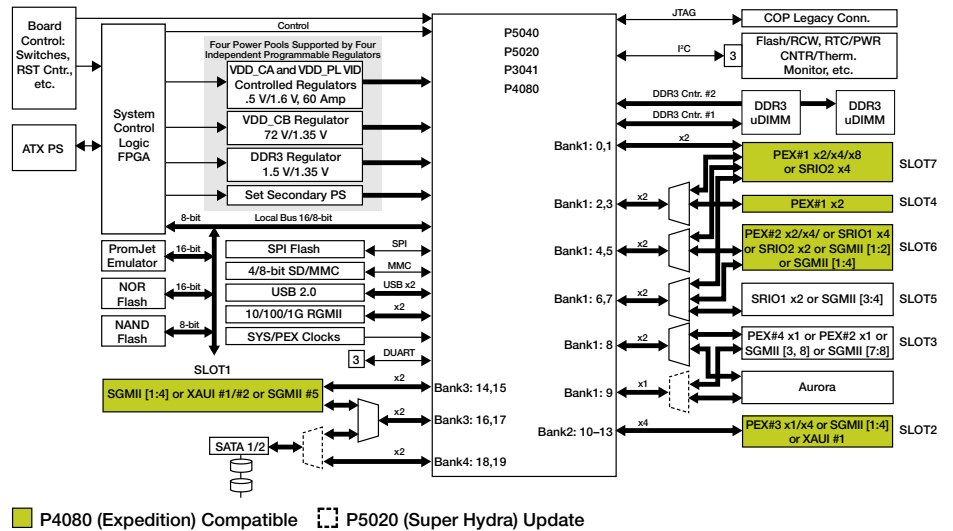 Board
Control:
Switches,
RST Cntr.,
etc.
ATX PS
System
Control
Logic
FPGA
Control
Four Power Pools Supported by Four
Independent Programmable Regulators
VDD_CA and VDD_PL VID
Controlled Regulators
.5 V/1.6 V, 60 Amp
VDD_CB Regulator
72 V/1.35 V
DDR3 Regulator
1.5 V/1.35 V
Set Secondary PS
8-bit
Local Bus 16/8-bit
PromJet
Emulator
16-bit
NOR
Flash
16-bit
NAND
Flash
8-bit
SPI Flash
SPI
4/8-bit SD/MMC
MMC
USB 2.0
USB x2
10/100/1G RGMII
x2
SYS/PEX Clocks
3
DUART
SLOT1
SGMII [1:4] or XAUI #1/#2 or SGMII #5
x2
x2
SATA 1/2
x2
P5040
P5020
P3041
P4080
Bank1: 0,1
Bank1: 2,3
Bank1: 4,5
Bank1: 6,7
Bank1: 8
Bank1: 9
Bank2: 10–13
Bank3: 14,15
Bank3: 16,17
Bank4: 18,19
JTAG
COP Legacy Conn.
I²C
3
Flash/RCW, RTC/PWR
CNTR/Therm.
Monitor, etc.
DDR3 Cntr. #2
DDR3 Cntr. #1
DDR3
uDIMM
DDR3
uDIMM
x2
PEX#1 x2/x4/x8
or SRIO2 x4
SLOT7
x2
PEX#1 x2
SLOT4
x2
PEX#2 x2/x4/ or SRIO1 x4
or SRIO2 x2 or SGMII [1:2]
or SGMII [1:4]
SLOT6
x2
SRIO1 x2 or SGMII [3:4]
SLOT5
x2
PEX#4 x1 or PEX#2 x1 or
SGMII [3, 8] or SGMII [7:8]
SLOT3
x1
Aurora
x4
PEX#3 x1/x4 or SGMII [1:4]
or XAUI #1
SLOT2
P4080 (Expedition) Compatible
P5020 (Super Hydra) Update